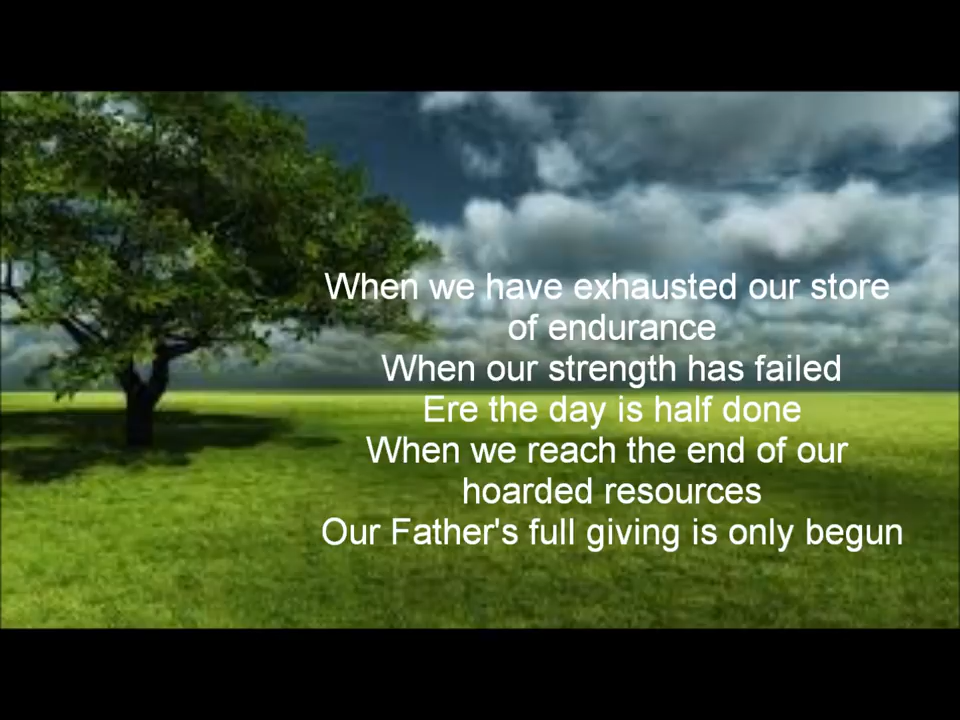 When we have exhausted our store
of endurance
When our strength has failed
Ere the day is half done
When we reach the end of our
hoarded resources
Our Father's full giving is only begun